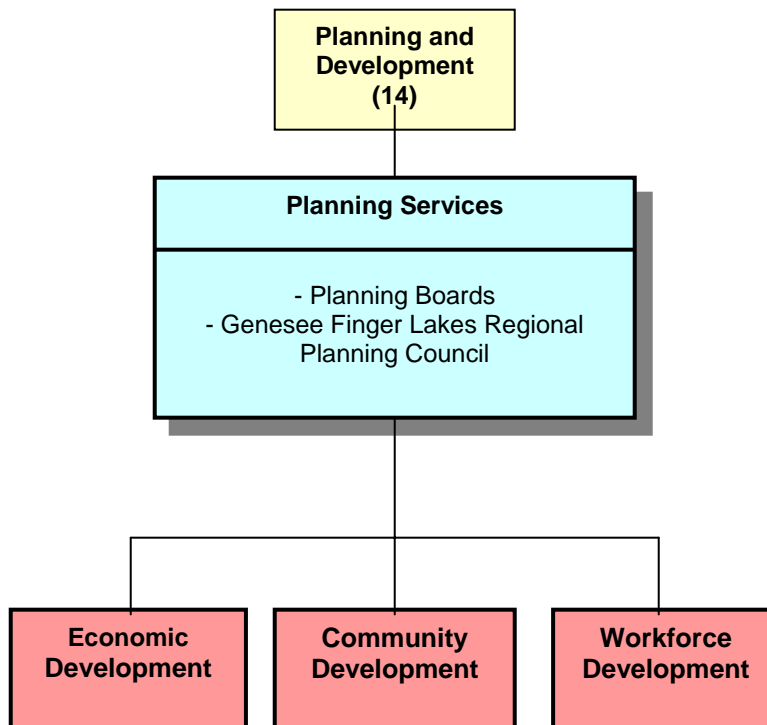 Planning and
Development
(14)
Planning Services
- Planning Boards
- Genesee Finger Lakes Regional
Planning Council
Economic
Development
Community
Development
Workforce
Development